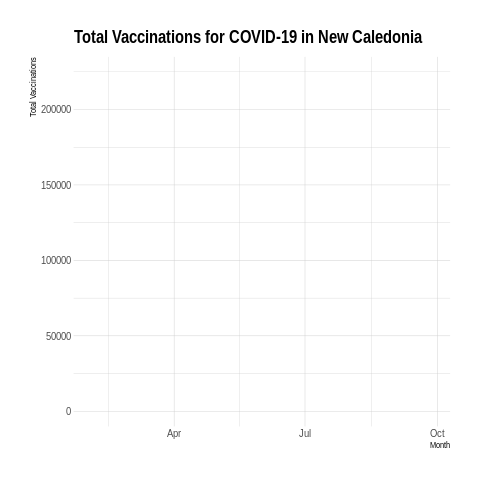 Total Vaccinations for COVID-19 in New Caledonia
Total Vaccinations
200000
150000
100000
50000
0
Apr
Jul
Oct
Month